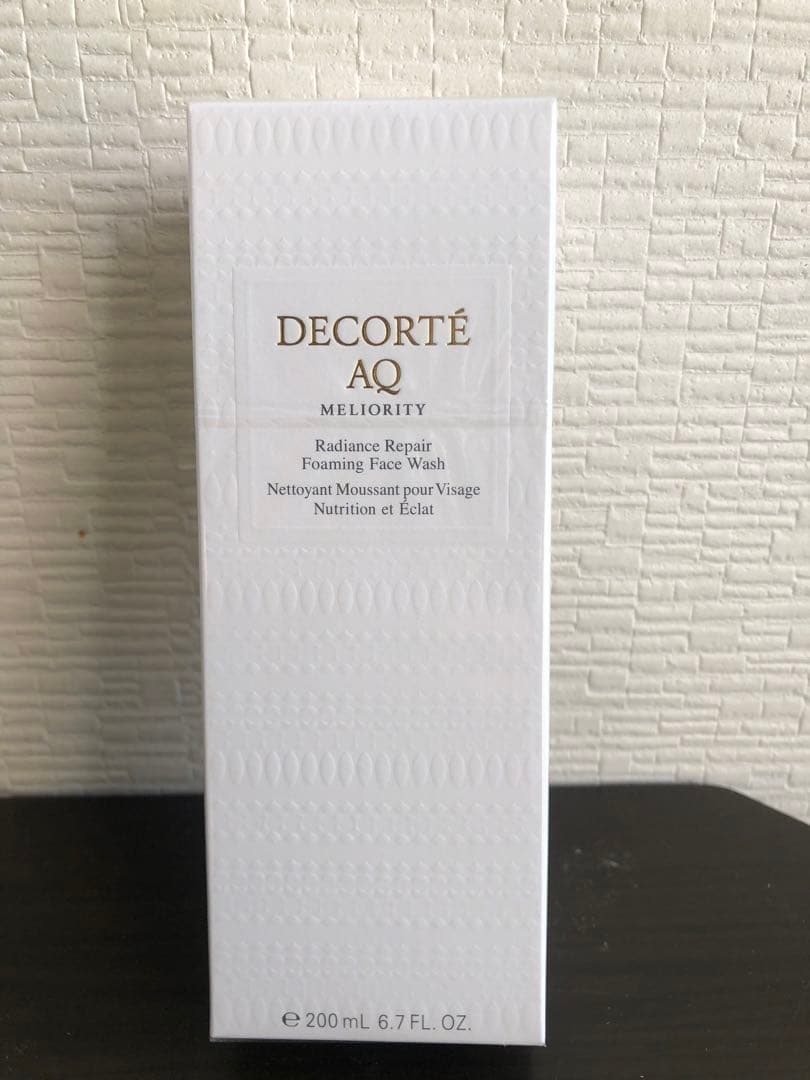 DECORTÉ
AQ
MELIORITY
Radiance Repair
Foaming Face Wash
Nettoyant Moussant pour Visage
Nutrition et Éclat
℮ 200 mL 6.7 FL. OZ.